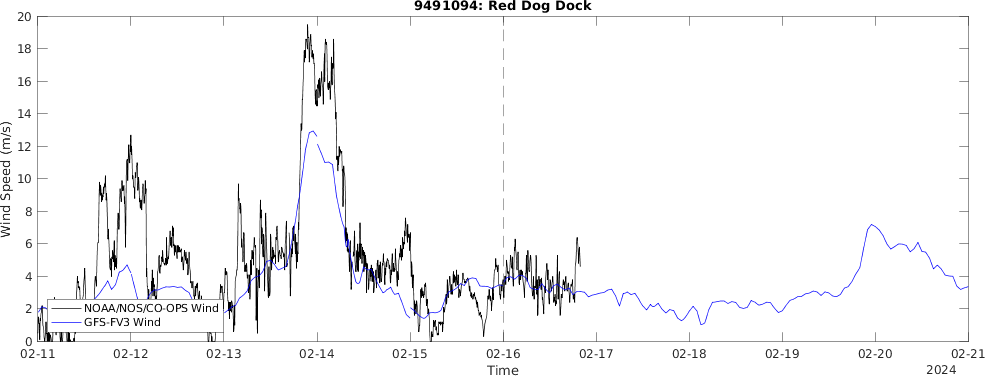 9491094: Red Dog Dock
Wind Speed (m/s)
20
18
16
14
12
10
8
6
4
2
0
NOAA/NOS/CO-OPS Wind
GFS-FV3 Wind
02-11 02-12 02-13 02-14 02-15 02-16 02-17 02-18 02-19 02-20 02-21
Time
2024